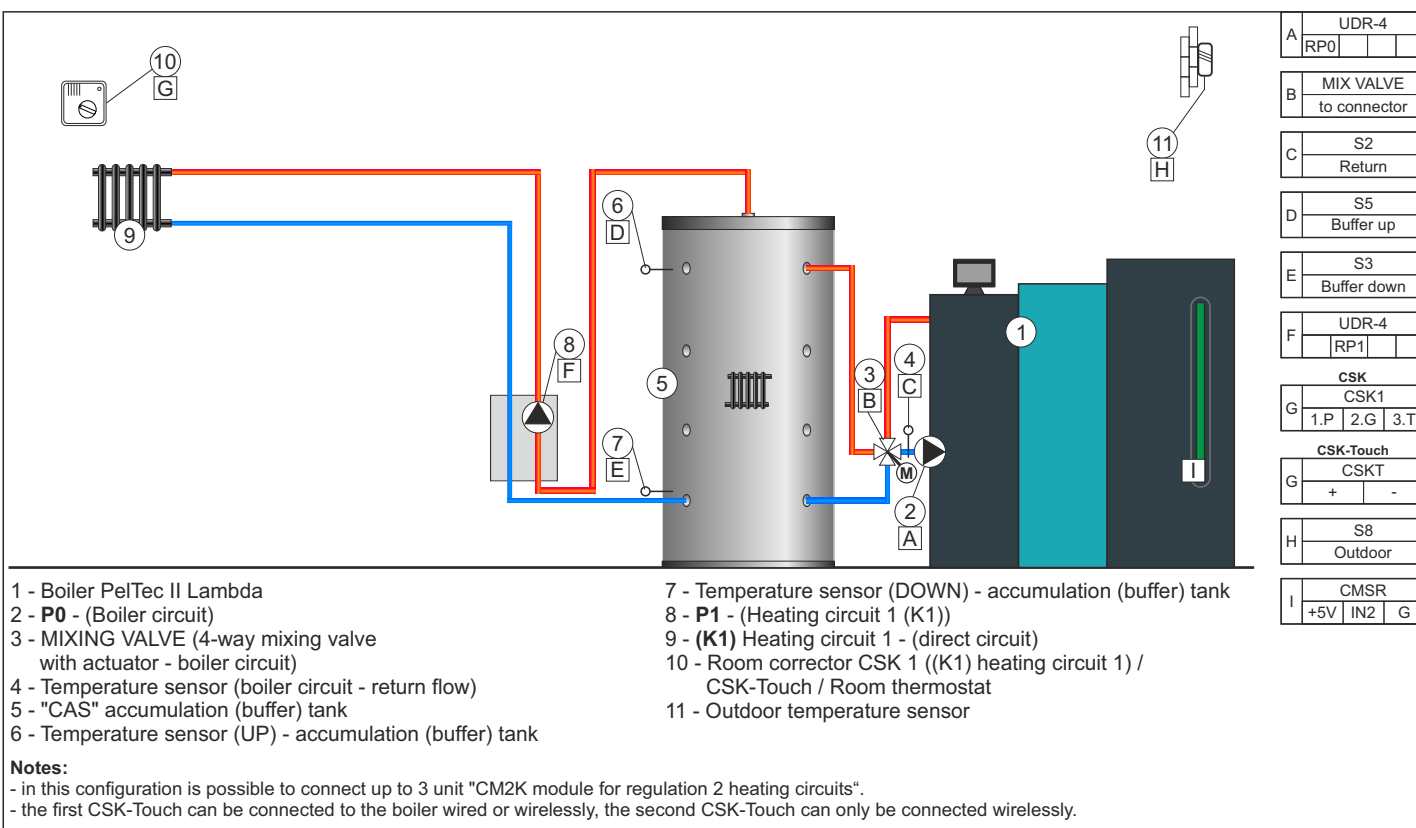 10
G
11
H
9
6
D
7
E
8
F
5
3
B
4
C
M
2
A
1
I
A
UDR-4
RP0
B
MIX VALVE
to connector
C
S2
Return
D
S5
Buffer up
E
S3
Buffer down
F
UDR-4
RP1
CSK
G
CSK1
1.P 2.G 3.T
CSK-Touch
G
CSKT
+ -
H
S8
Outdoor
I
CMSR
+5V IN2 G
1 - Boiler PelTec II Lambda
2 - P0 - (Boiler circuit)
3 - MIXING VALVE (4-way mixing valve
with actuator - boiler circuit)
4 - Temperature sensor (boiler circuit - return flow)
5 - "CAS" accumulation (buffer) tank
6 - Temperature sensor (UP) - accumulation (buffer) tank
7 - Temperature sensor (DOWN) - accumulation (buffer) tank
8 - P1 - (Heating circuit 1 (K1))
9 - (K1) Heating circuit 1 - (direct circuit)
10 - Room corrector CSK 1 ((K1) heating circuit 1) /
CSK-Touch / Room thermostat
11 - Outdoor temperature sensor
Notes:
- in this configuration is possible to connect up to 3 unit "CM2K module for regulation 2 heating circuits“.
- the first CSK-Touch can be connected to the boiler wired or wirelessly, the second CSK-Touch can only be connected wirelessly.